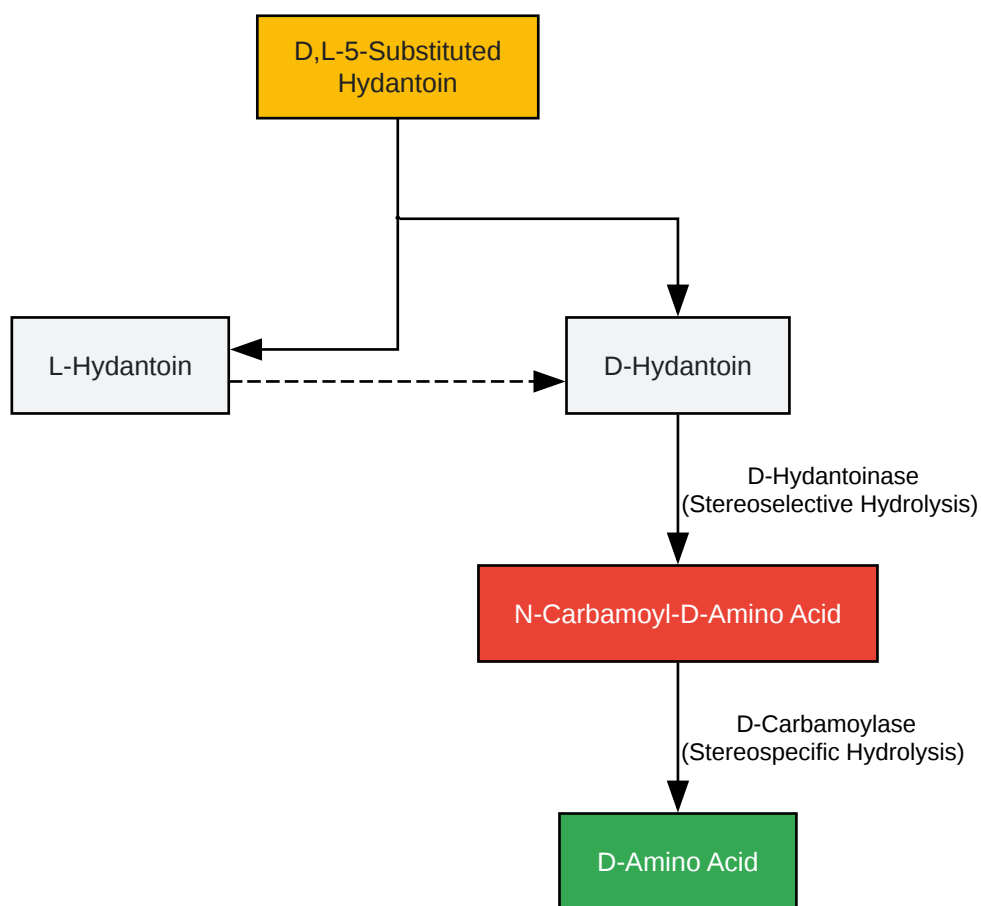 D,L-5-Substituted
Hydantoin
L-Hydantoin
D-Hydantoin
D-Hydantoinase
(Stereoselective Hydrolysis)
N-Carbamoyl-D-Amino Acid
D-Carbamoylase
(Stereospecific Hydrolysis)
D-Amino Acid